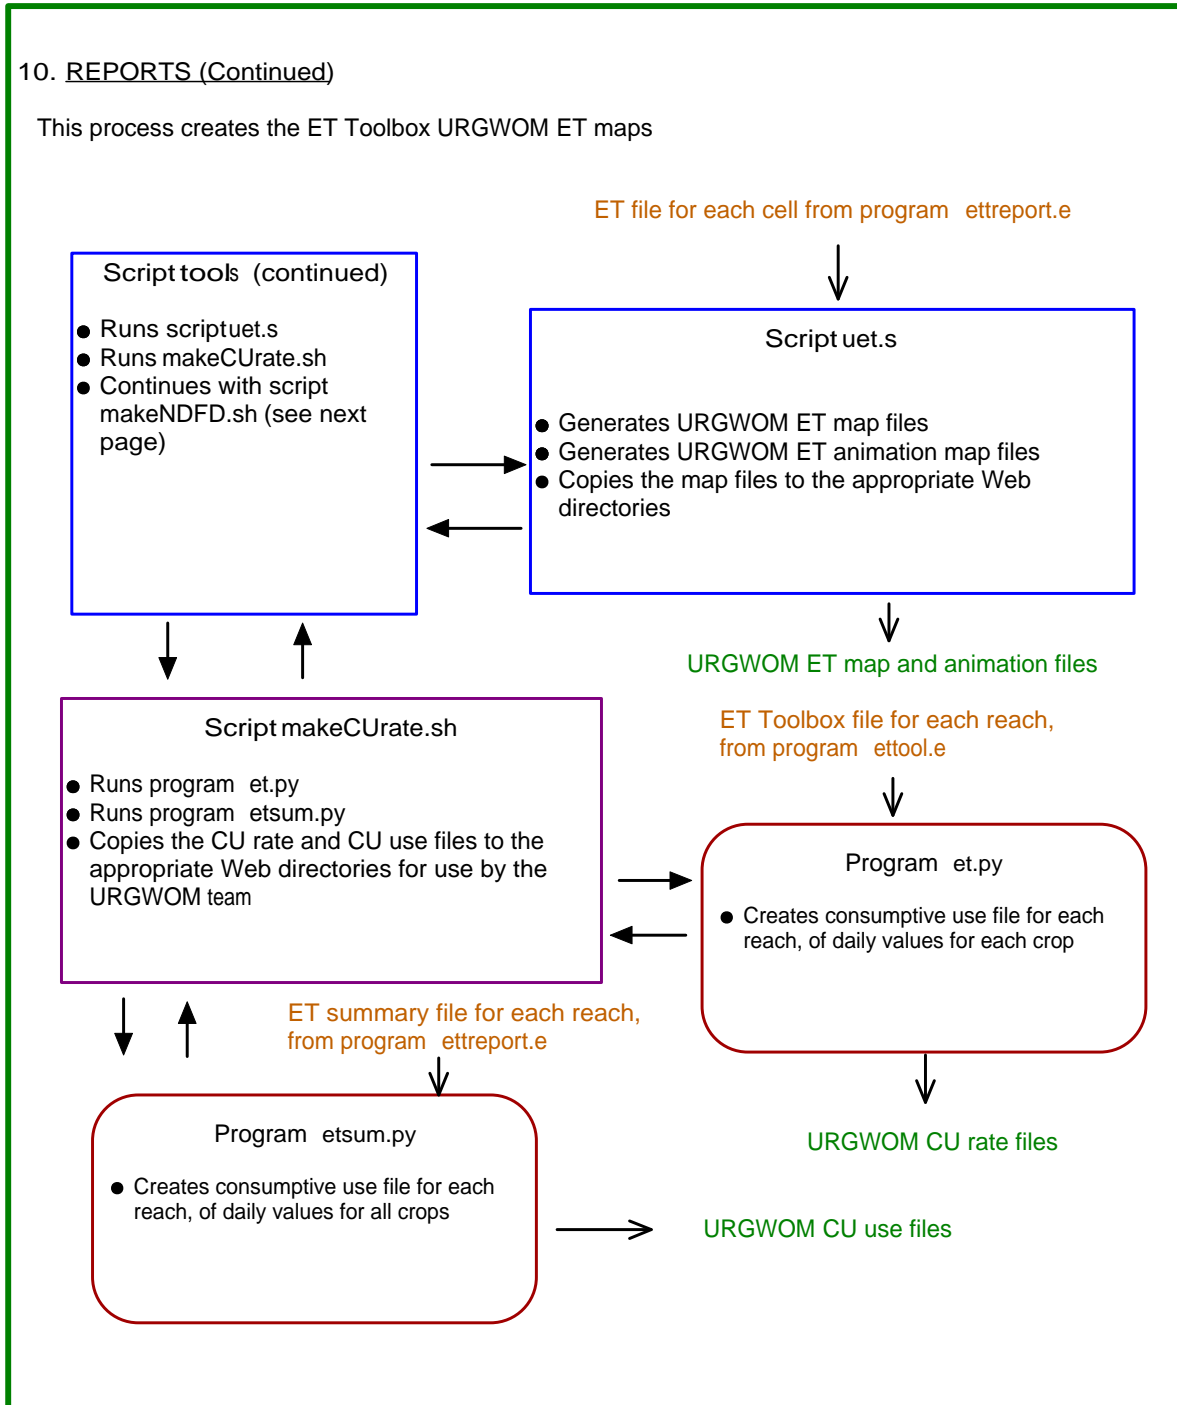 10. REPORTS (Continued)
This process creates the ET Toolbox URGWOM ET maps
ET file for each cell from program ettreport.e
Script tools (continued)
● Runs script uet.s
● Runs makeCUrate.sh
● Continues with script
makeNDFD.sh (see next
page)
Script uet.s
● Generates URGWOM ET map files
● Generates URGWOM ET animation map files
● Copies the map files to the appropriate Web
directories
URGWOM ET map and animation files
Script makeCUrate.sh
● Runs program et.py
● Runs program etsum.py
● Copies the CU rate and CU use files to the
appropriate Web directories for use by the
URGWOM team
ET Toolbox file for each reach,
from program ettool.e
Program et.py
● Creates consumptive use file for each
reach, of daily values for each crop
ET summary file for each reach,
from program ettreport.e
Program etsum.py
● Creates consumptive use file for each
reach, of daily values for all crops
URGWOM CU rate files
URGWOM CU use files